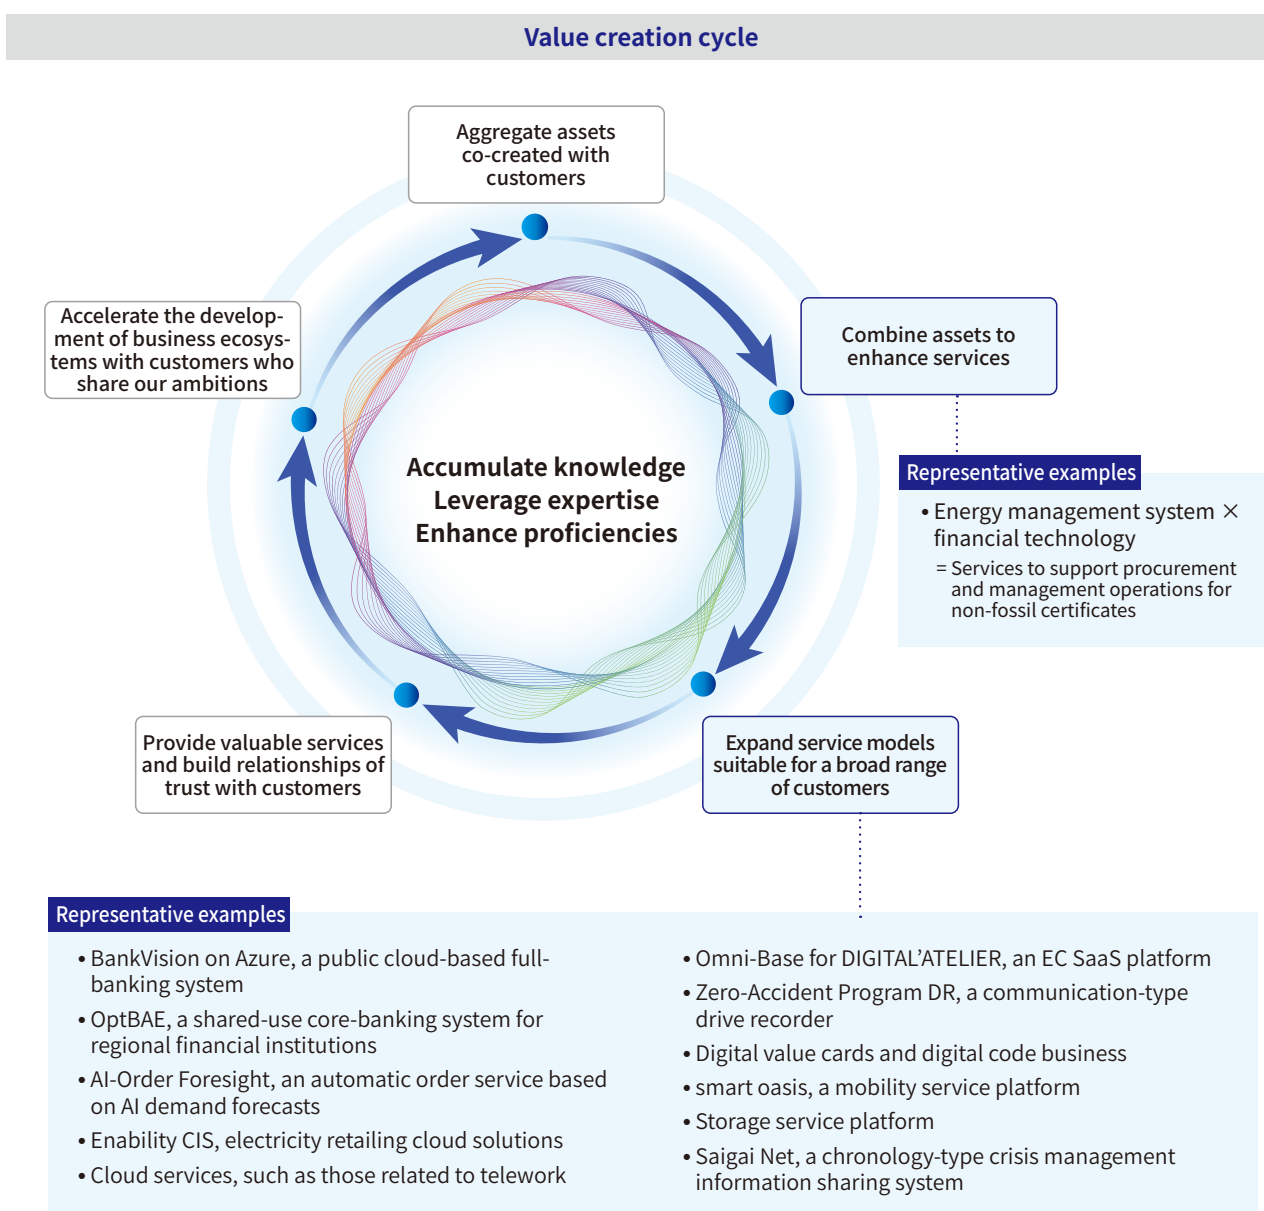 Value creation cycle
Aggregate assets
co-created with
customers
Accelerate the develop-
ment of business ecosys-
tems with customers who
share our ambitions
Combine assets to
enhance services
Accumulate knowledge
Leverage expertise
Enhance proficiencies
Representative examples
• Energy management system ×
financial technology
= Services to support procurement
and management operations for
non-fossil certificates
Provide valuable services
and build relationships of
trust with customers
Expand service models
suitable for a broad range
of customers
Representative examples
• BankVision on Azure, a public cloud-based full-
banking system
• OptBAE, a shared-use core-banking system for
regional financial institutions
• AI-Order Foresight, an automatic order service based
on AI demand forecasts
• Enability CIS, electricity retailing cloud solutions
• Cloud services, such as those related to telework
• Omni-Base for DIGITAL’ATELIER, an EC SaaS platform
• Zero-Accident Program DR, a communication-type
drive recorder
• Digital value cards and digital code business
• smart oasis, a mobility service platform
• Storage service platform
• Saigai Net, a chronology-type crisis management
information sharing system